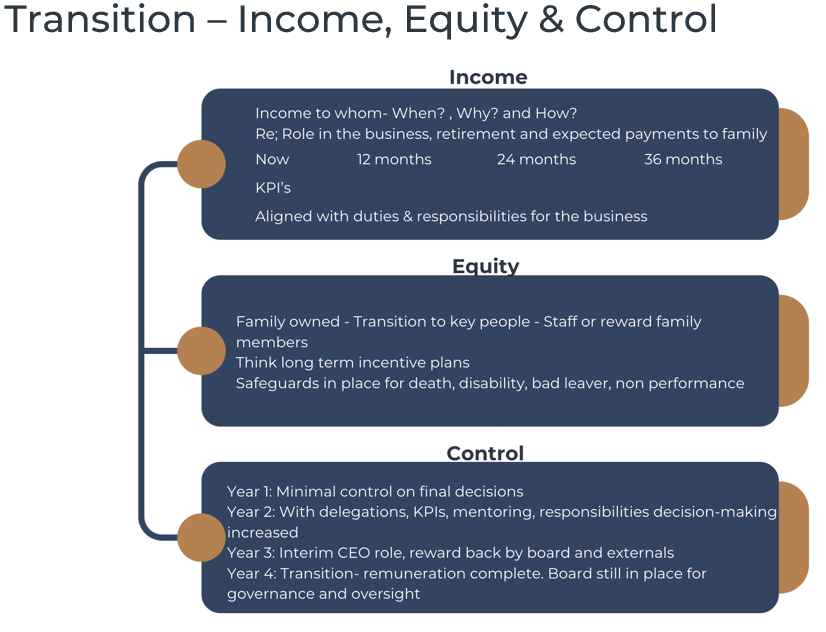 Transition – Income, Equity & Control
Income
Income to whom- When? , Why? and How?
Re; Role in the business, retirement and expected payments to family
Now 12 months 24 months 36 months
KPI’s
Aligned with duties & responsibilities for the business
Equity
Family owned - Transition to key people - Staff or reward family
members
Think long term incentive plans
Safeguards in place for death, disability, bad leaver, non performance
Control
Year 1: Minimal control on final decisions
Year 2: With delegations, KPIs, mentoring, responsibilities decision-making
increased
Year 3: Interim CEO role, reward back by board and externals
Year 4: Transition- remuneration complete. Board still in place for
governance and oversight